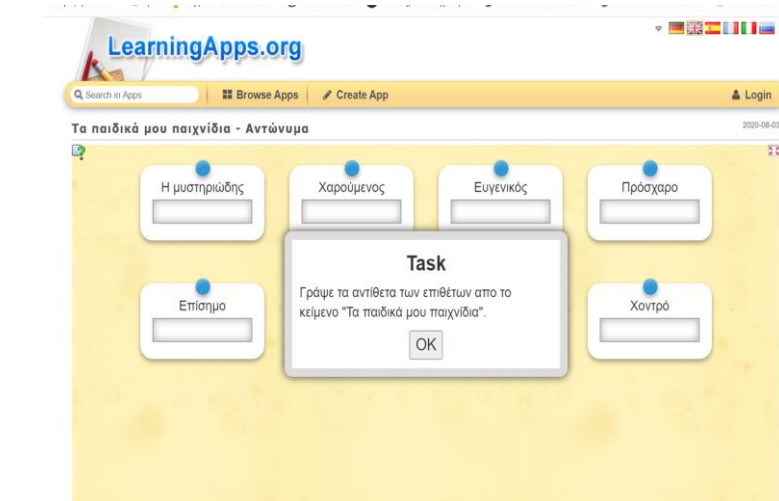 LearningApps.org
Search in Apps Browse Apps Create App Login
Τα παιδικά μου παιχνίδια - Αντώνυμα 2020-08-03
Η μυστηριώδης Χαρούμενος Ευγενικός Πρόσχαρο
Task
Γράψε τα αντίθετα των επιθέτων απο το
κείμενο "Τα παιδικά μου παιχνίδια".
Επίσημο Χοντρό
OK